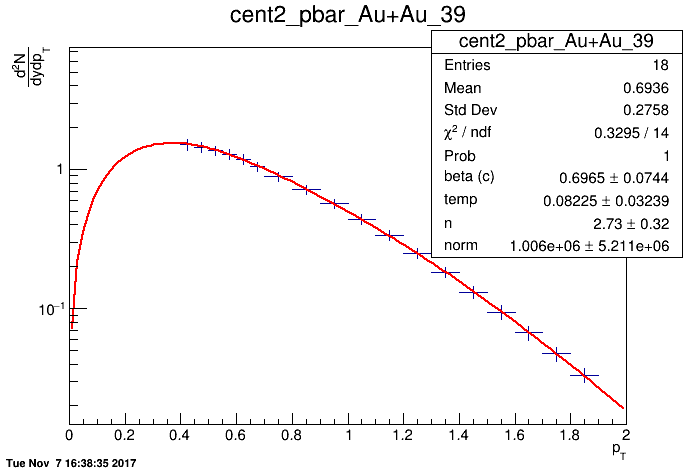 cent2_pbar_Au+Au_39
d²N
dydp_T
cent2_pbar_Au+Au_39
Entries 18
Mean 0.6936
Std Dev 0.2758
χ² / ndf 0.3295 / 14
Prob 1
beta (c) 0.6965 ± 0.0744
temp 0.08225 ± 0.03239
n 2.73 ± 0.32
norm 1.006e+06 ± 5.211e+06
1
10⁻¹
0 0.2 0.4 0.6 0.8 1 1.2 1.4 1.6 1.8 2
p_T
Tue Nov 7 16:38:35 2017